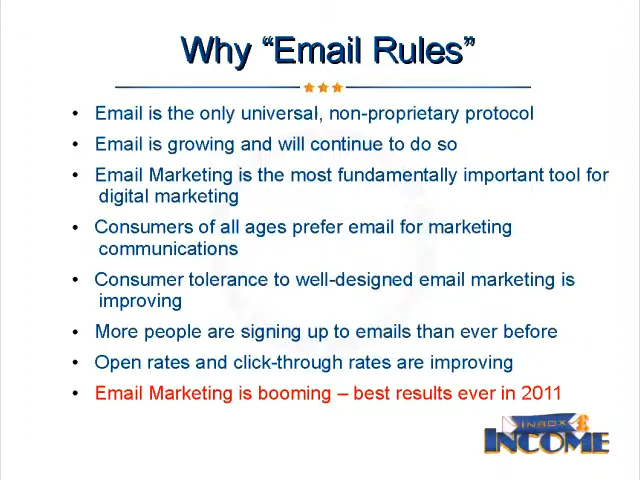 Why “Email Rules”
• Email is the only universal, non-proprietary protocol
• Email is growing and will continue to do so
• Email Marketing is the most fundamentally important tool for
digital marketing
• Consumers of all ages prefer email for marketing
communications
• Consumer tolerance to well-designed email marketing is
improving
• More people are signing up to emails than ever before
• Open rates and click-through rates are improving
• Email Marketing is booming – best results ever in 2011
INBOX £
INCOME